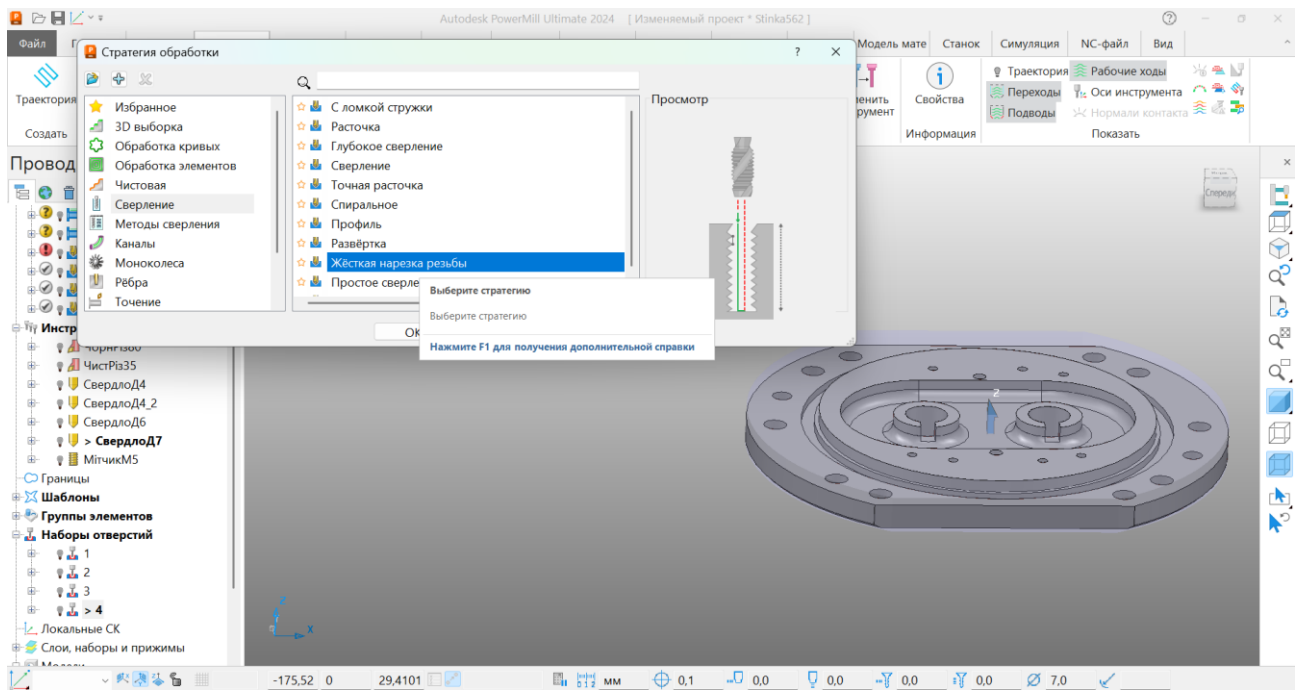 Autodesk PowerMill Ultimate 2024 [ Изменяемый проект * Stinka562 ]
Файл
Модель мате Станок Симуляция NC-файл Вид
Стратегия обработки
Траектория
Создать
Свойства
Информация
Траектория Рабочие ходы
Переходы Оси инструмента
Подводы Нормали контакта
Показать
Избранное
3D выборка
Обработка кривых
Обработка элементов
Чистовая
Сверление
Методы сверления
Каналы
Моноколеса
Рёбра
Точение
С ломкой стружки
Расточка
Глубокое сверление
Сверление
Точная расточка
Спиральное
Профиль
Развёртка
Жёсткая нарезка резьбы
Простое сверле
Просмотр
OK
Выберите стратегию
Выберите стратегию
Нажмите F1 для получения дополнительной справки
Провод
Инстр
ЧистРіз35
СвердлоД4
СвердлоД4_2
СвердлоД6
> СвердлоД7
МітчикМ5
Границы
Шаблоны
Группы элементов
Наборы отверстий
1
2
3
> 4
Локальные СК
Слои, наборы и прижимы
Спереди
Z
Z
X
-175,52 0 29,4101 мм 0,1 0,0 0,0 0,0 0,0 7,0